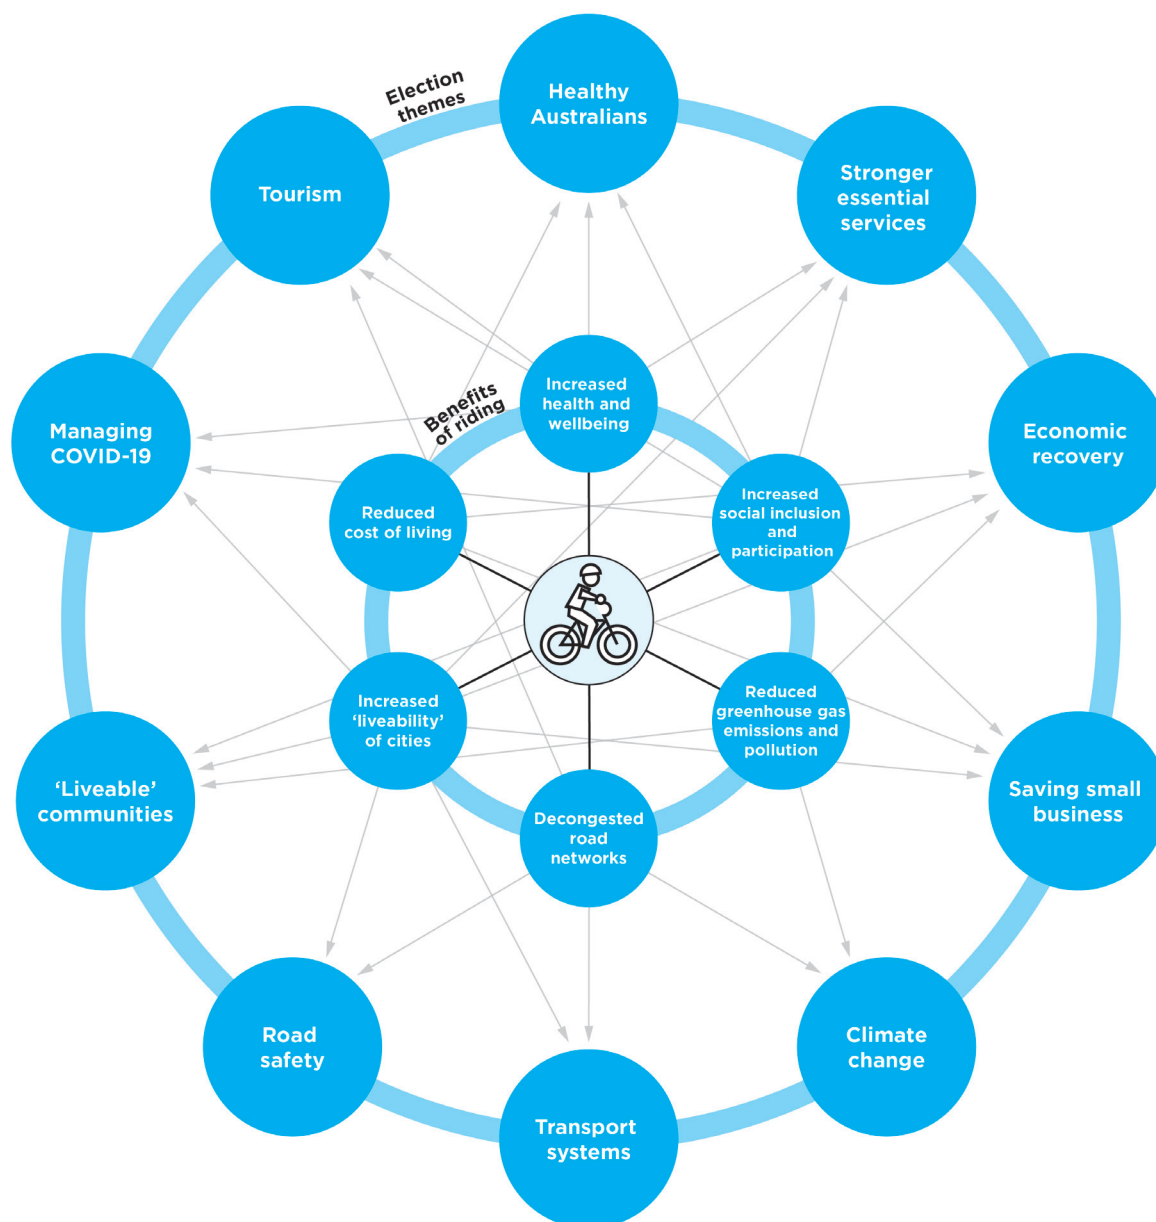 Election
themes
Healthy
Australians
Stronger
essential
services
Economic
recovery
Saving small
business
Climate
change
Transport
systems
Road
safety
‘Liveable’
communities
Managing
COVID-19
Tourism
Benefits
of riding
Increased
health and
wellbeing
Increased
social inclusion
and
participation
Reduced
greenhouse gas
emissions and
pollution
Decongested
road
networks
Increased
‘liveability’
of cities
Reduced
cost of living